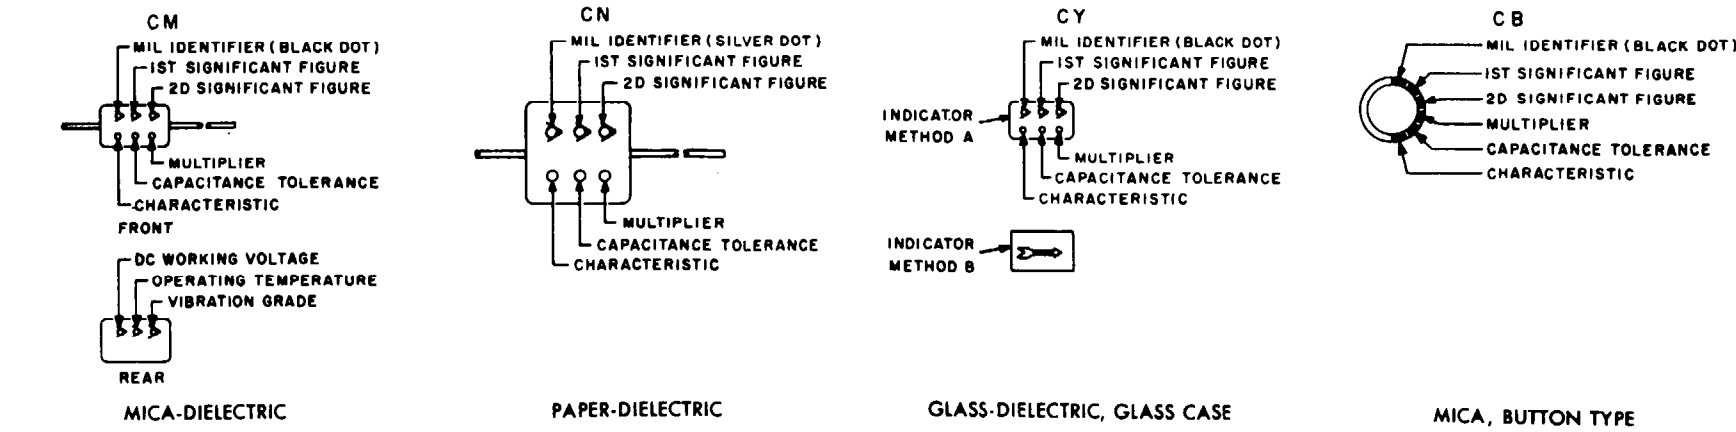 CM
MIL IDENTIFIER (BLACK DOT)
1ST SIGNIFICANT FIGURE
2D SIGNIFICANT FIGURE
MULTIPLIER
CAPACITANCE TOLERANCE
CHARACTERISTIC
FRONT
DC WORKING VOLTAGE
OPERATING TEMPERATURE
VIBRATION GRADE
REAR
MICA-DIELECTRIC
CN
MIL IDENTIFIER (SILVER DOT)
1ST SIGNIFICANT FIGURE
2D SIGNIFICANT FIGURE
MULTIPLIER
CAPACITANCE TOLERANCE
CHARACTERISTIC
PAPER-DIELECTRIC
CY
MIL IDENTIFIER (BLACK DOT)
1ST SIGNIFICANT FIGURE
2D SIGNIFICANT FIGURE
INDICATOR
METHOD A
MULTIPLIER
CAPACITANCE TOLERANCE
CHARACTERISTIC
INDICATOR
METHOD B
GLASS-DIELECTRIC, GLASS CASE
CB
MIL IDENTIFIER (BLACK DOT)
1ST SIGNIFICANT FIGURE
2D SIGNIFICANT FIGURE
MULTIPLIER
CAPACITANCE TOLERANCE
CHARACTERISTIC
MICA, BUTTON TYPE